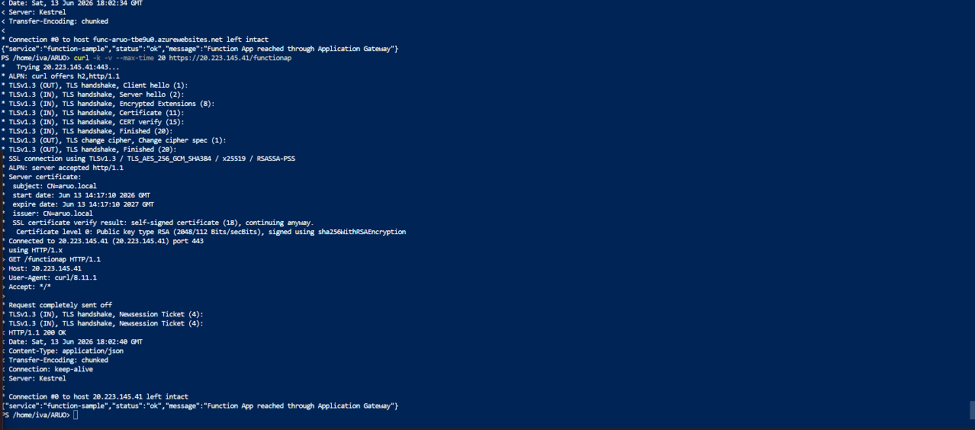 < Date: Sat, 13 Jun 2026 18:02:34 GMT
< Server: Kestrel
< Transfer-Encoding: chunked
<
* Connection #0 to host func-aruo-tbe9u0.azurewebsites.net left intact
{"service":"function-sample","status":"ok","message":"Function App reached through Application Gateway"}
PS /home/iva/ARUO> curl -k -v --max-time 20 https://20.223.145.41/functionap
*   Trying 20.223.145.41:443...
* ALPN: curl offers h2,http/1.1
* TLSv1.3 (OUT), TLS handshake, Client hello (1):
* TLSv1.3 (IN), TLS handshake, Server hello (2):
* TLSv1.3 (IN), TLS handshake, Encrypted Extensions (8):
* TLSv1.3 (IN), TLS handshake, Certificate (11):
* TLSv1.3 (IN), TLS handshake, CERT verify (15):
* TLSv1.3 (IN), TLS handshake, Finished (20):
* TLSv1.3 (OUT), TLS change cipher, Change cipher spec (1):
* TLSv1.3 (OUT), TLS handshake, Finished (20):
* SSL connection using TLSv1.3 / TLS_AES_256_GCM_SHA384 / x25519 / RSASSA-PSS
* ALPN: server accepted http/1.1
* Server certificate:
*  subject: CN=aruo.local
*  start date: Jun 13 14:17:10 2026 GMT
*  expire date: Jun 13 14:17:10 2027 GMT
*  issuer: CN=aruo.local
*  SSL certificate verify result: self-signed certificate (18), continuing anyway.
*   Certificate level 0: Public key type RSA (2048/112 Bits/secBits), signed using sha256WithRSAEncryption
* Connected to 20.223.145.41 (20.223.145.41) port 443
* using HTTP/1.x
> GET /functionap HTTP/1.1
> Host: 20.223.145.41
> User-Agent: curl/8.11.1
> Accept: */*
>
* Request completely sent off
* TLSv1.3 (IN), TLS handshake, Newsession Ticket (4):
* TLSv1.3 (IN), TLS handshake, Newsession Ticket (4):
< HTTP/1.1 200 OK
< Date: Sat, 13 Jun 2026 18:02:40 GMT
< Content-Type: application/json
< Transfer-Encoding: chunked
< Connection: keep-alive
< Server: Kestrel
<
* Connection #0 to host 20.223.145.41 left intact
{"service":"function-sample","status":"ok","message":"Function App reached through Application Gateway"}
PS /home/iva/ARUO>